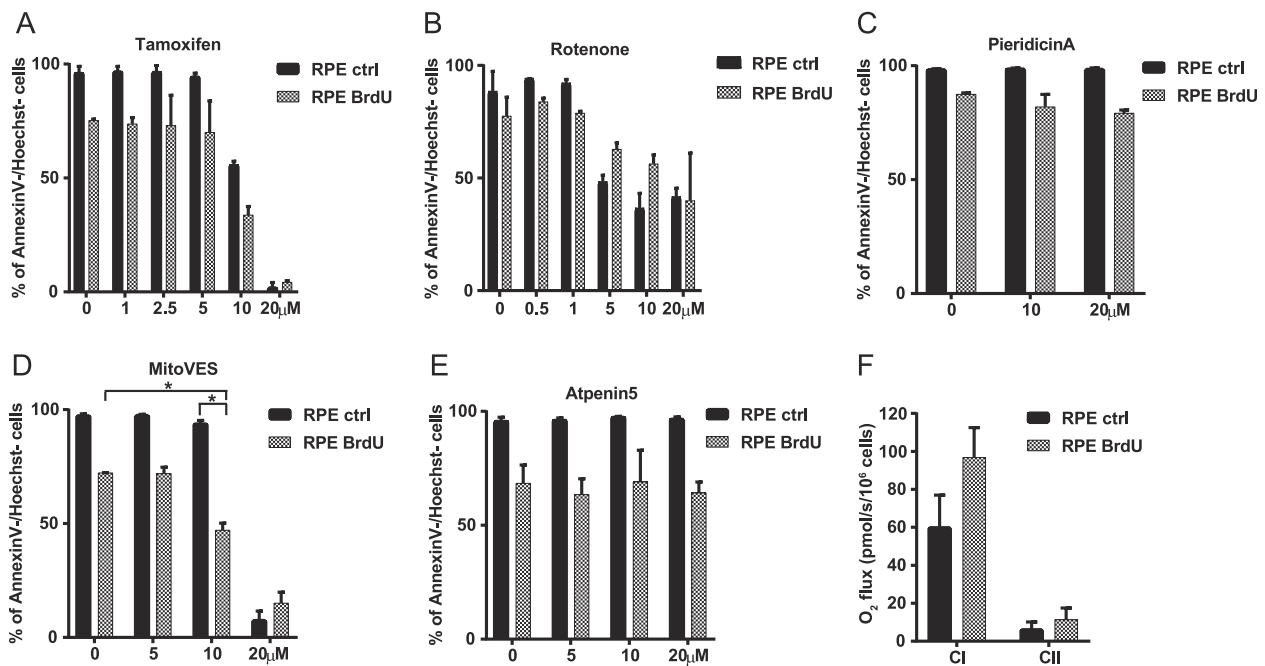 A
Tamoxifen
% of AnnexinV-/Hoechst- cells
100
50
0
0 1 2.5 5 10 20μM
RPE ctrl
RPE BrdU
B
Rotenone
% of AnnexinV-/Hoechst- cells
100
50
0
0 0.5 1 5 10 20μM
RPE ctrl
RPE BrdU
C
PieridicinA
% of AnnexinV-/Hoechst- cells
100
50
0
0 10 20μM
RPE ctrl
RPE BrdU
D
MitoVES
*
*
% of AnnexinV-/Hoechst- cells
100
50
0
0 5 10 20μM
RPE ctrl
RPE BrdU
E
Atpenin5
% of AnnexinV-/Hoechst- cells
100
50
0
0 5 10 20μM
RPE ctrl
RPE BrdU
F
O₂ flux (pmol/s/10⁶ cells)
120
100
80
60
40
20
0
CI CII
RPE ctrl
RPE BrdU